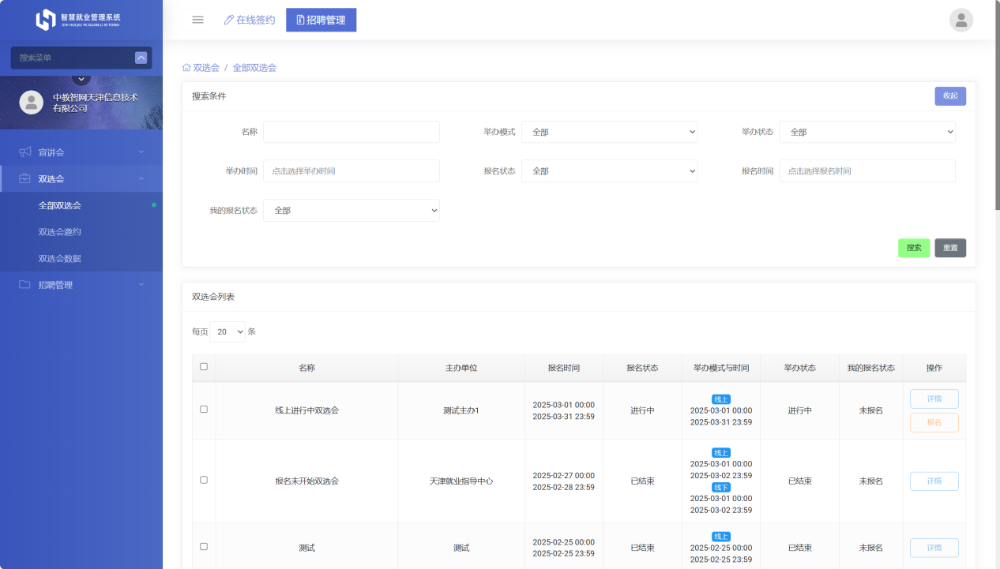 智慧就业管理系统
-ZHI HUI JIU YE GUAN LI XI TONG-
在线签约
招聘管理
搜索菜单
中教智网天津信息技术
有限公司
宣讲会
双选会
全部双选会
双选会邀约
双选会数据
招聘管理
双选会 / 全部双选会
搜索条件
收起
名称
举办模式 全部
举办状态 全部
举办时间 点击选择举办时间
报名状态 全部
报名时间 点击选择报名时间
我的报名状态 全部
搜索 重置
双选会列表
每页 20 条
名称 主办单位 报名时间 报名状态 举办模式与时间 举办状态 我的报名状态 操作
线上进行中双选会 测试主办1
2025-03-01 00:00
2025-03-31 23:59
进行中
线上
2025-03-01 00:00
2025-03-31 23:59
进行中 未报名
详情
报名
报名未开始双选会 天津就业指导中心
2025-02-27 00:00
2025-02-28 23:59
已结束
线上
2025-03-01 00:00
2025-03-02 23:59
线下
2025-03-01 00:00
2025-03-02 23:59
已结束 未报名 详情
测试 测试
2025-02-25 00:00
2025-02-25 23:59
已结束
线上
2025-02-25 00:00
2025-02-25 23:59
已结束 未报名 详情